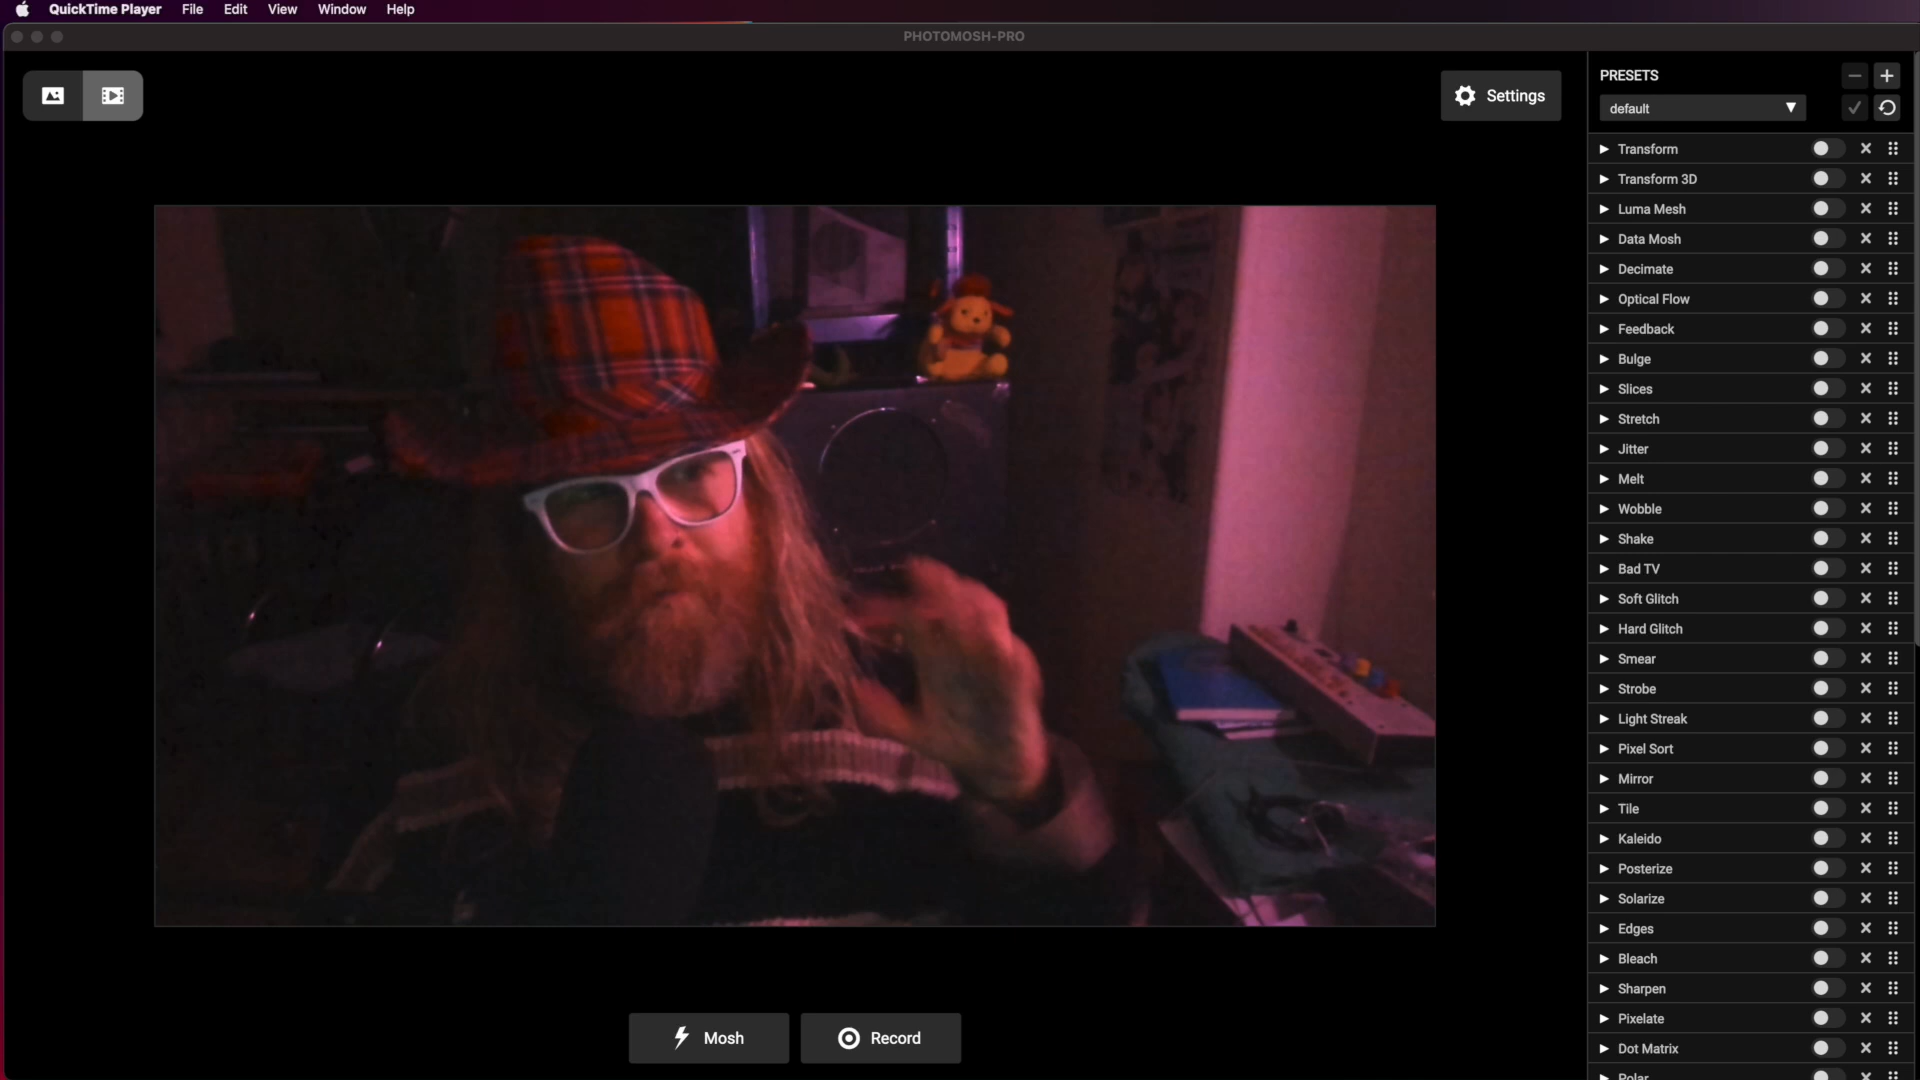 QuickTime Player File Edit View Window Help
PHOTOMOSH-PRO
Settings
PRESETS
default
Transform
Transform 3D
Luma Mesh
Data Mosh
Decimate
Optical Flow
Feedback
Bulge
Slices
Stretch
Jitter
Melt
Wobble
Shake
Bad TV
Soft Glitch
Hard Glitch
Smear
Strobe
Light Streak
Pixel Sort
Mirror
Tile
Kaleido
Posterize
Solarize
Edges
Bleach
Sharpen
Pixelate
Dot Matrix
Polar
Mosh
Record